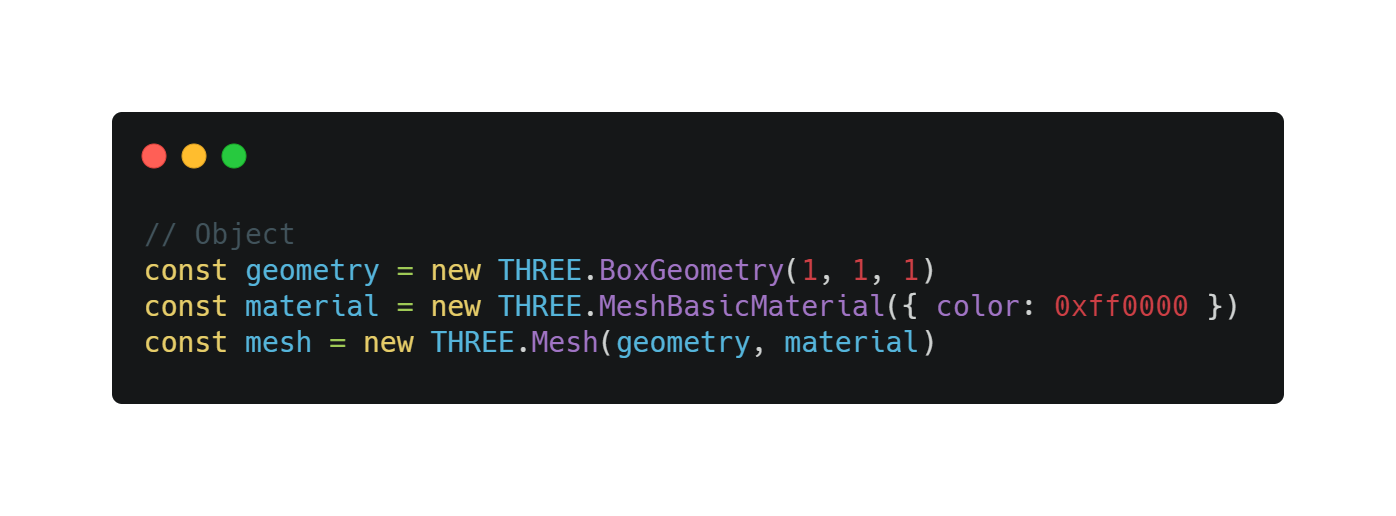 // Object
const geometry = new THREE.BoxGeometry(1, 1, 1)
const material = new THREE.MeshBasicMaterial({ color: 0xff0000 })
const mesh = new THREE.Mesh(geometry, material)